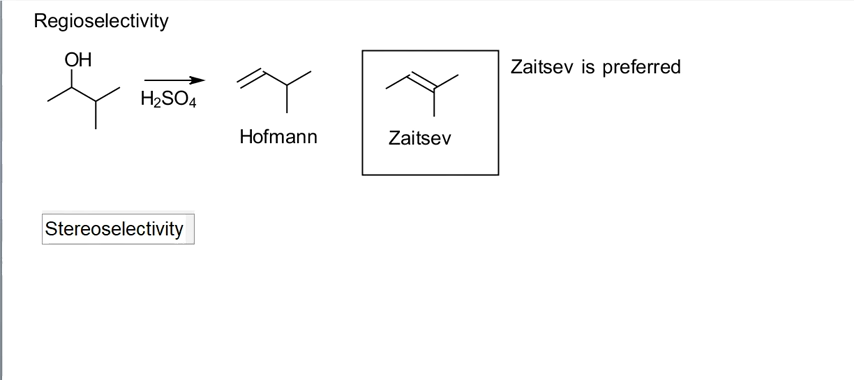 Regioselectivity
OH
H₂SO₄
Hofmann
Zaitsev
Zaitsev is preferred
Stereoselectivity